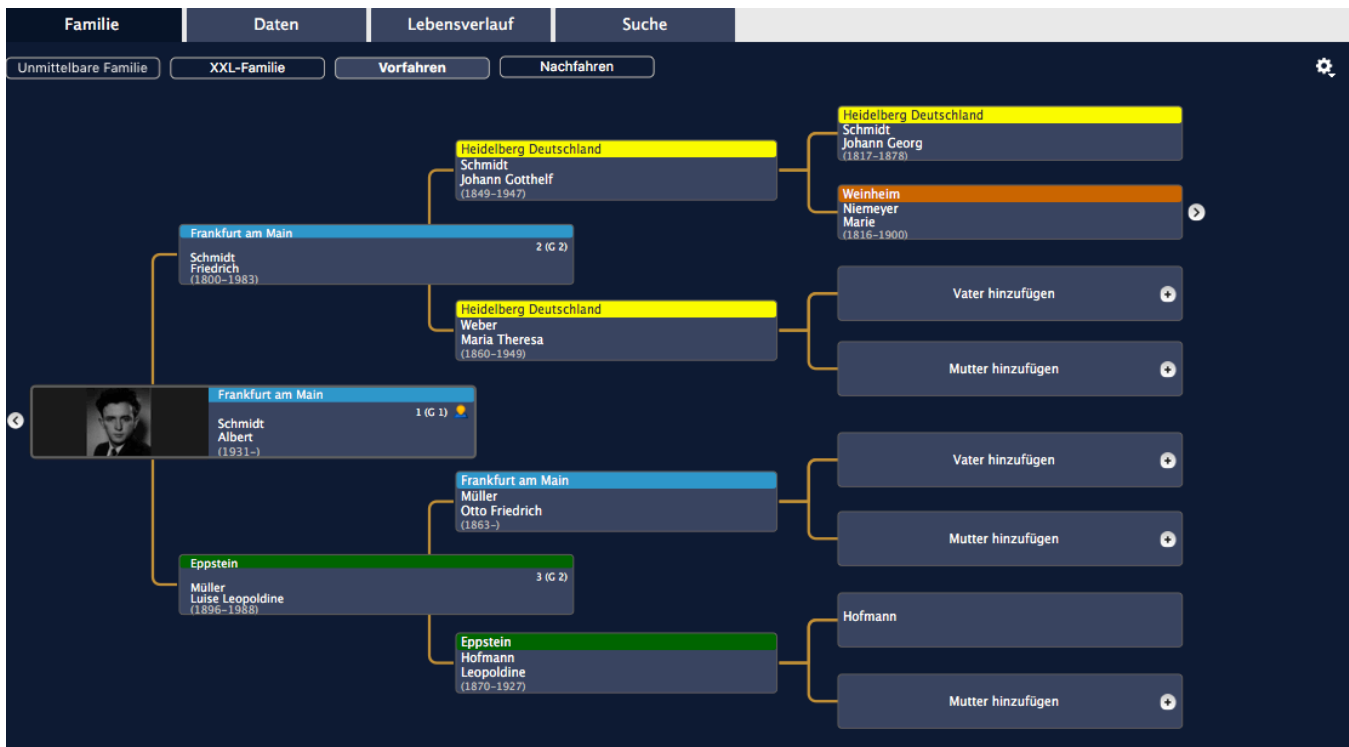 Familie
Daten
Lebensverlauf
Suche
Unmittelbare Familie
XXL-Familie
Vorfahren
Nachfahren
Heidelberg Deutschland
Schmidt
Johann Georg
(1817-1878)
Heidelberg Deutschland
Schmidt
Johann Gotthelf
(1849-1947)
Weinheim
Niemeyer
Marie
(1816-1900)
Frankfurt am Main
2 (G 2)
Schmidt
Friedrich
(1800-1983)
Vater hinzufügen
Heidelberg Deutschland
Weber
Maria Theresa
(1860-1949)
Mutter hinzufügen
Frankfurt am Main
1 (G 1)
Schmidt
Albert
(1931-)
Vater hinzufügen
Frankfurt am Main
Müller
Otto Friedrich
(1863-)
Mutter hinzufügen
Eppstein
3 (G 2)
Müller
Luise Leopoldine
(1896-1988)
Hofmann
Eppstein
Hofmann
Leopoldine
(1870-1927)
Mutter hinzufügen